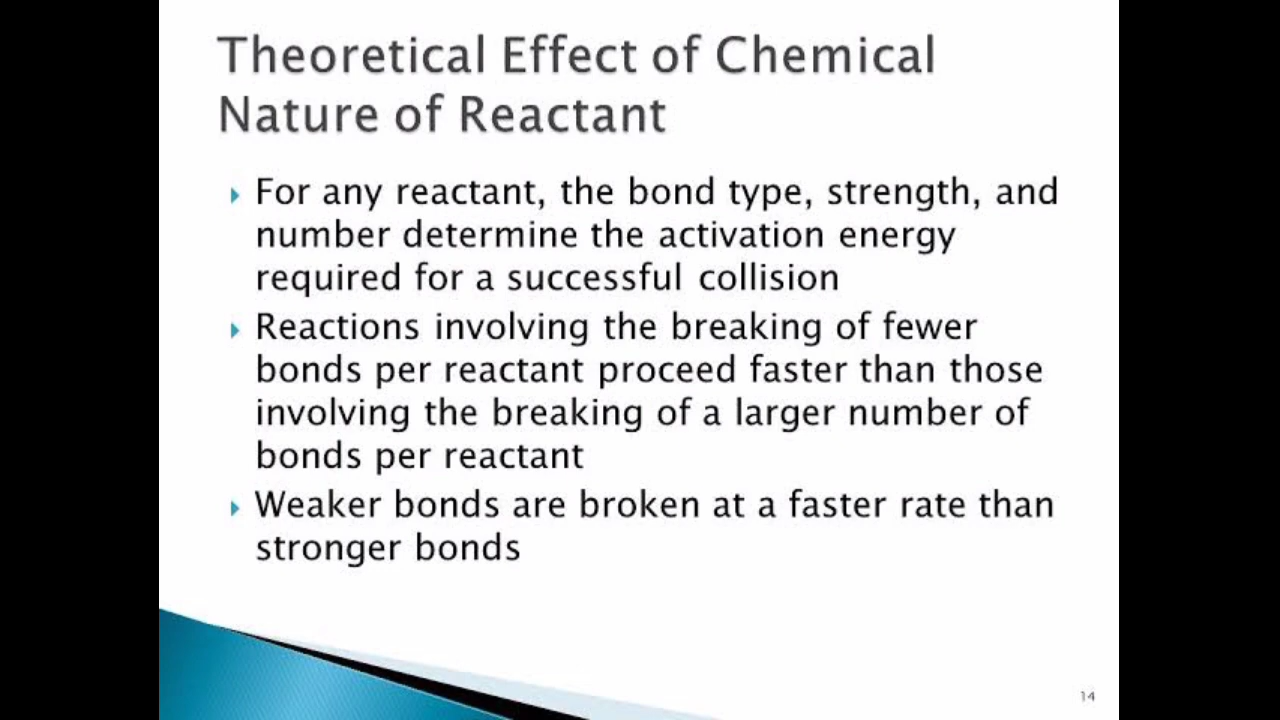 Theoretical Effect of Chemical
Nature of Reactant
For any reactant, the bond type, strength, and
number determine the activation energy
required for a successful collision
Reactions involving the breaking of fewer
bonds per reactant proceed faster than those
involving the breaking of a larger number of
bonds per reactant
Weaker bonds are broken at a faster rate than
stronger bonds
14